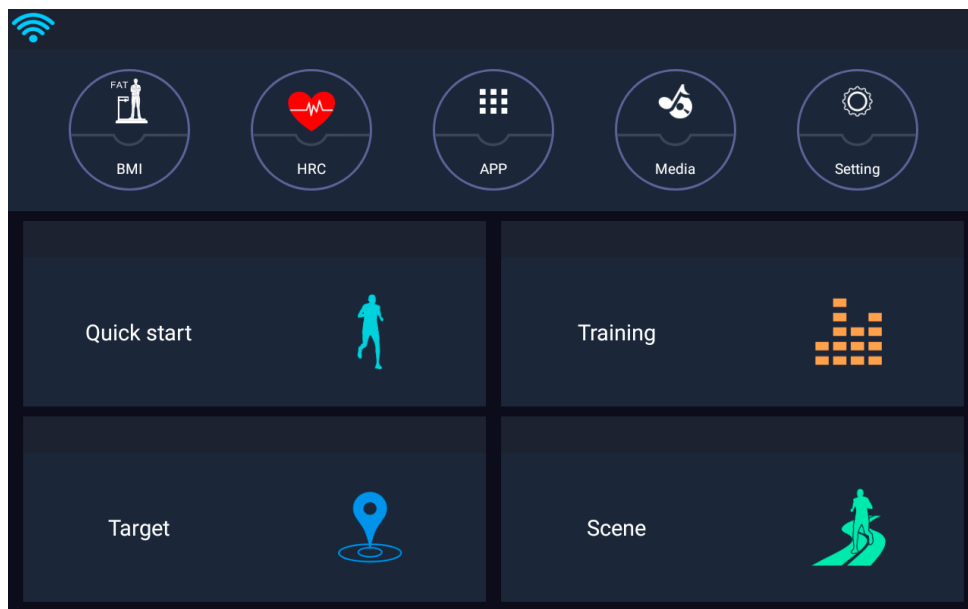 FAT
BMI
HRC
APP
Media
Setting
Quick start
Training
Target
Scene